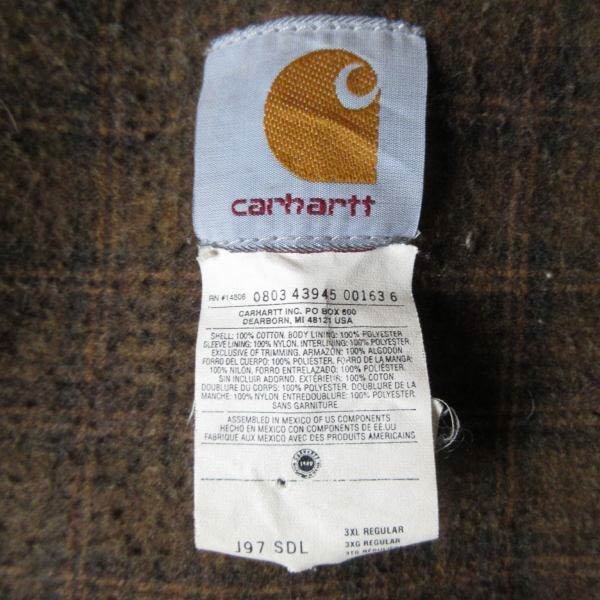 carhartt
RN #14806 0803 43945 00163 6
CARHARTT INC. PO BOX 600
DEARBORN, MI 48121 USA
SHELL: 100% COTTON. BODY LINING: 100% POLYESTER
SLEEVE LINING: 100% NYLON. INTERLINING: 100% POLYESTER
EXCLUSIVE OF TRIMMING. ARMAZON: 100% ALGODÓN
FORRO DEL CUERPO: 100% POLIESTER. FORRO DE LA MANGA:
100% NILÓN. FORRO ENTRELAZADO: 100% POLIESTER
SIN INCLUIR ADORNO. EXTÉRIEUR: 100% COTON
DOUBLURE DU CORPS: 100% POLYESTER. DOUBLURE DE LA
MANCHE: 100% NYLON ENTREDOUBLURE: 100% POLYESTER
SANS GARNITURE
ASSEMBLED IN MEXICO OF US COMPONENTS
HECHO EN MEXICO CON COMPONENTS DE EE.UU
FABRIQUE AUX MEXICO AVEC DES PRODUITS AMERICAINS
J97 SDL
3XL REGULAR
3XG REGULAR